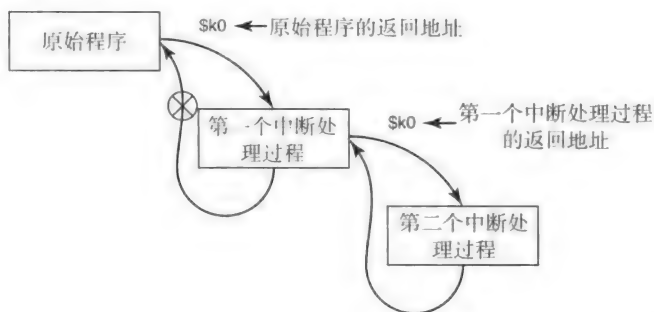 $k0 原始程序的返回地址
原始程序
第一个中断处
理过程
$k0 第一个中断处理过程
的返回地址
第二个中断处
理过程